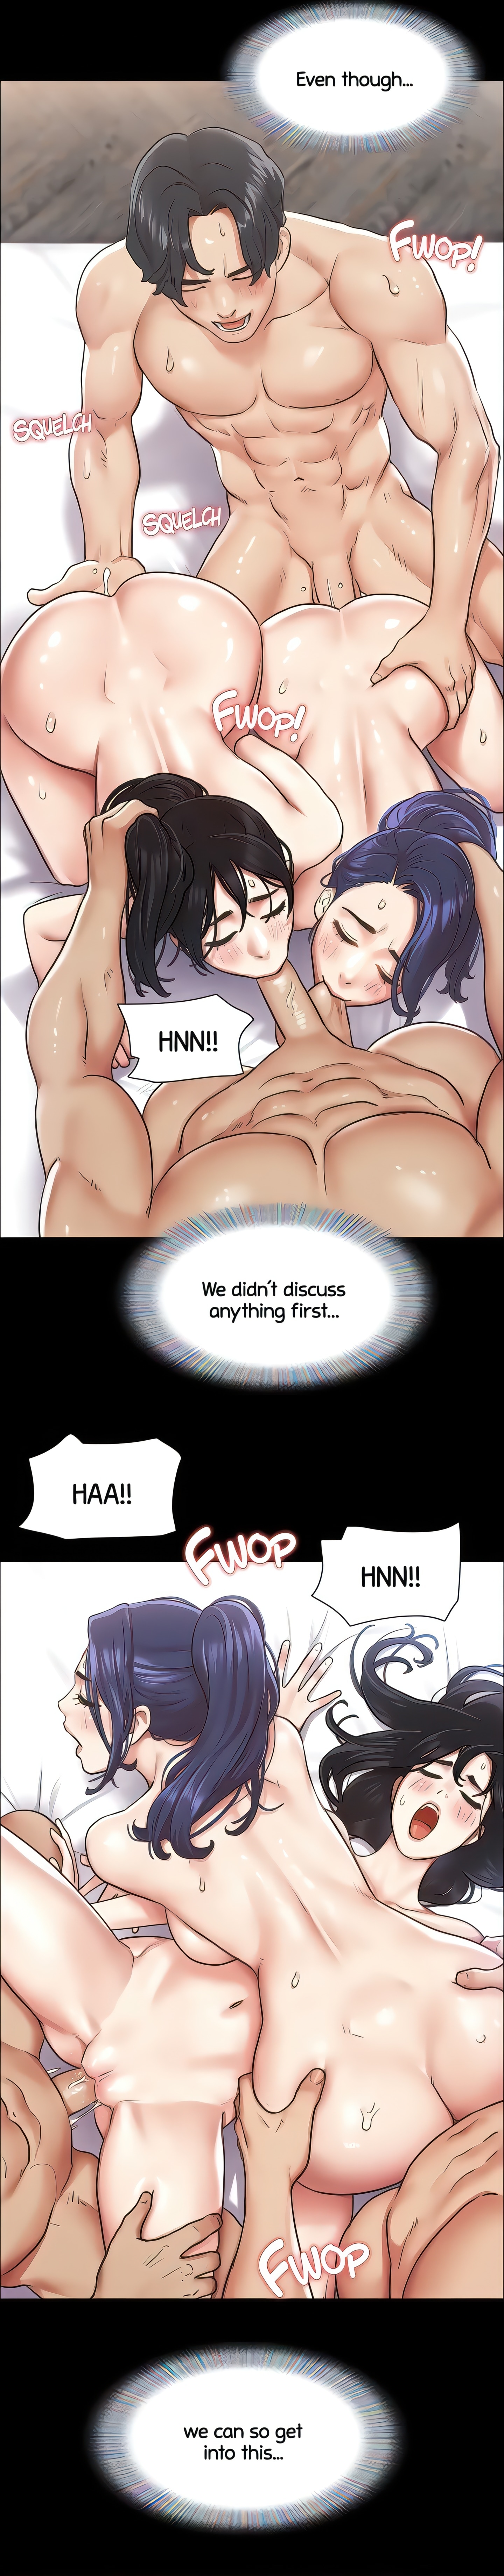 Even though...
FWOP!
SQUELCH
SQUELCH
FWOP!
HNN!!
We didn't discuss
anything first...
HAA!!
FWOP
HNN!!
FWOP
we can so get
into this...